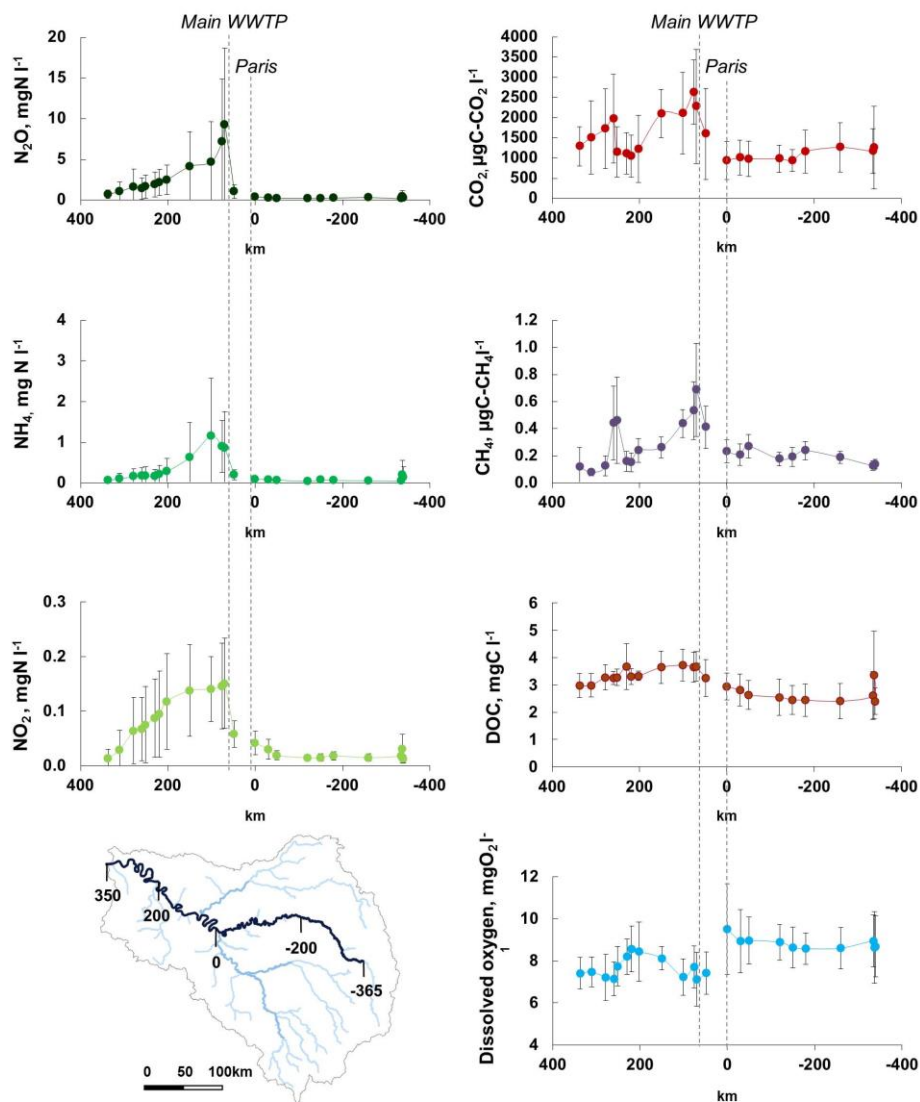 Main WWTP
Paris
N₂O, mgN l⁻¹
20
15
10
5
0
400 200 0 -200 -400
km
Main WWTP
Paris
CO₂, µgC-CO₂ l⁻¹
4000
3500
3000
2500
2000
1500
1000
500
0
400 200 0 -200 -400
km
NH₄, mg N l⁻¹
4
3
2
1
0
400 200 0 -200 -400
km
CH₄, µgC-CH₄l⁻¹
1.2
1.0
0.8
0.6
0.4
0.2
0.0
400 200 0 -200 -400
km
NO₂, mgN l⁻¹
0.3
0.2
0.1
0.0
400 200 0 -200 -400
km
DOC, mgC l⁻¹
6
5
4
3
2
1
0
400 200 0 -200 -400
km
350
200
0
-200
-365
0 50 100km
Dissolved oxygen, mgO₂ l⁻
1
12
10
8
6
4
400 200 0 -200 -400
km